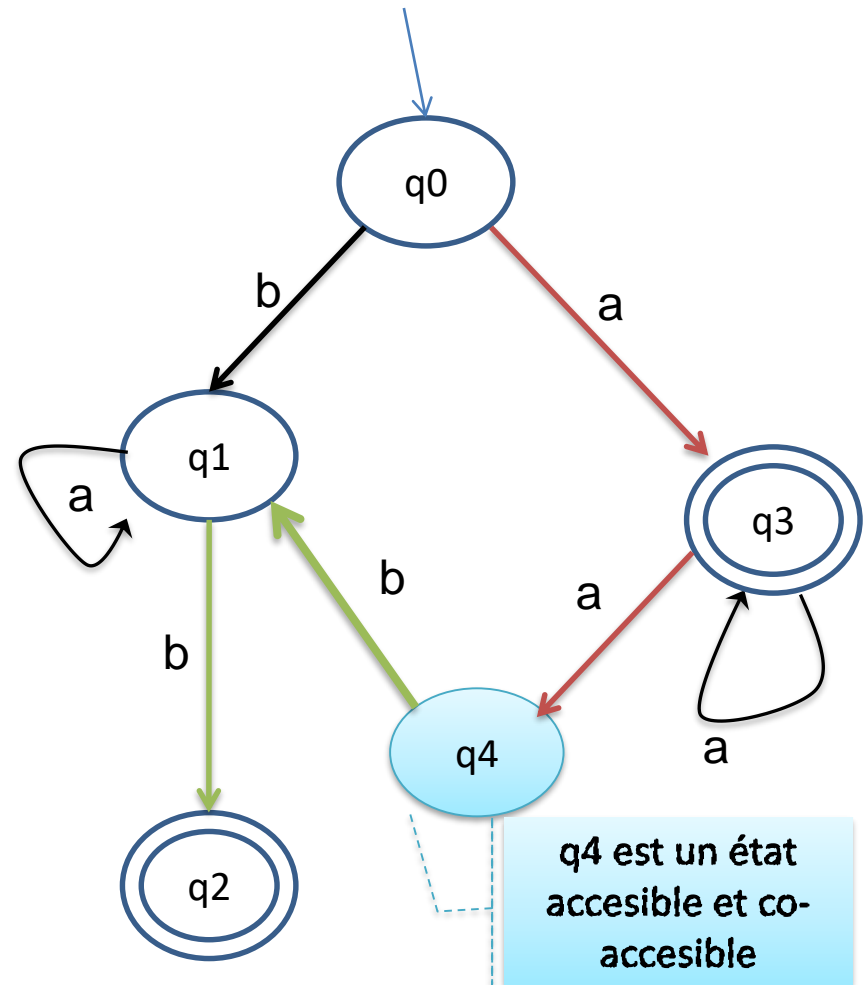 q0
b
a
q1
a
q3
b
a
b
a
q4
q2
q4 est un état
accesible et co-
accesible